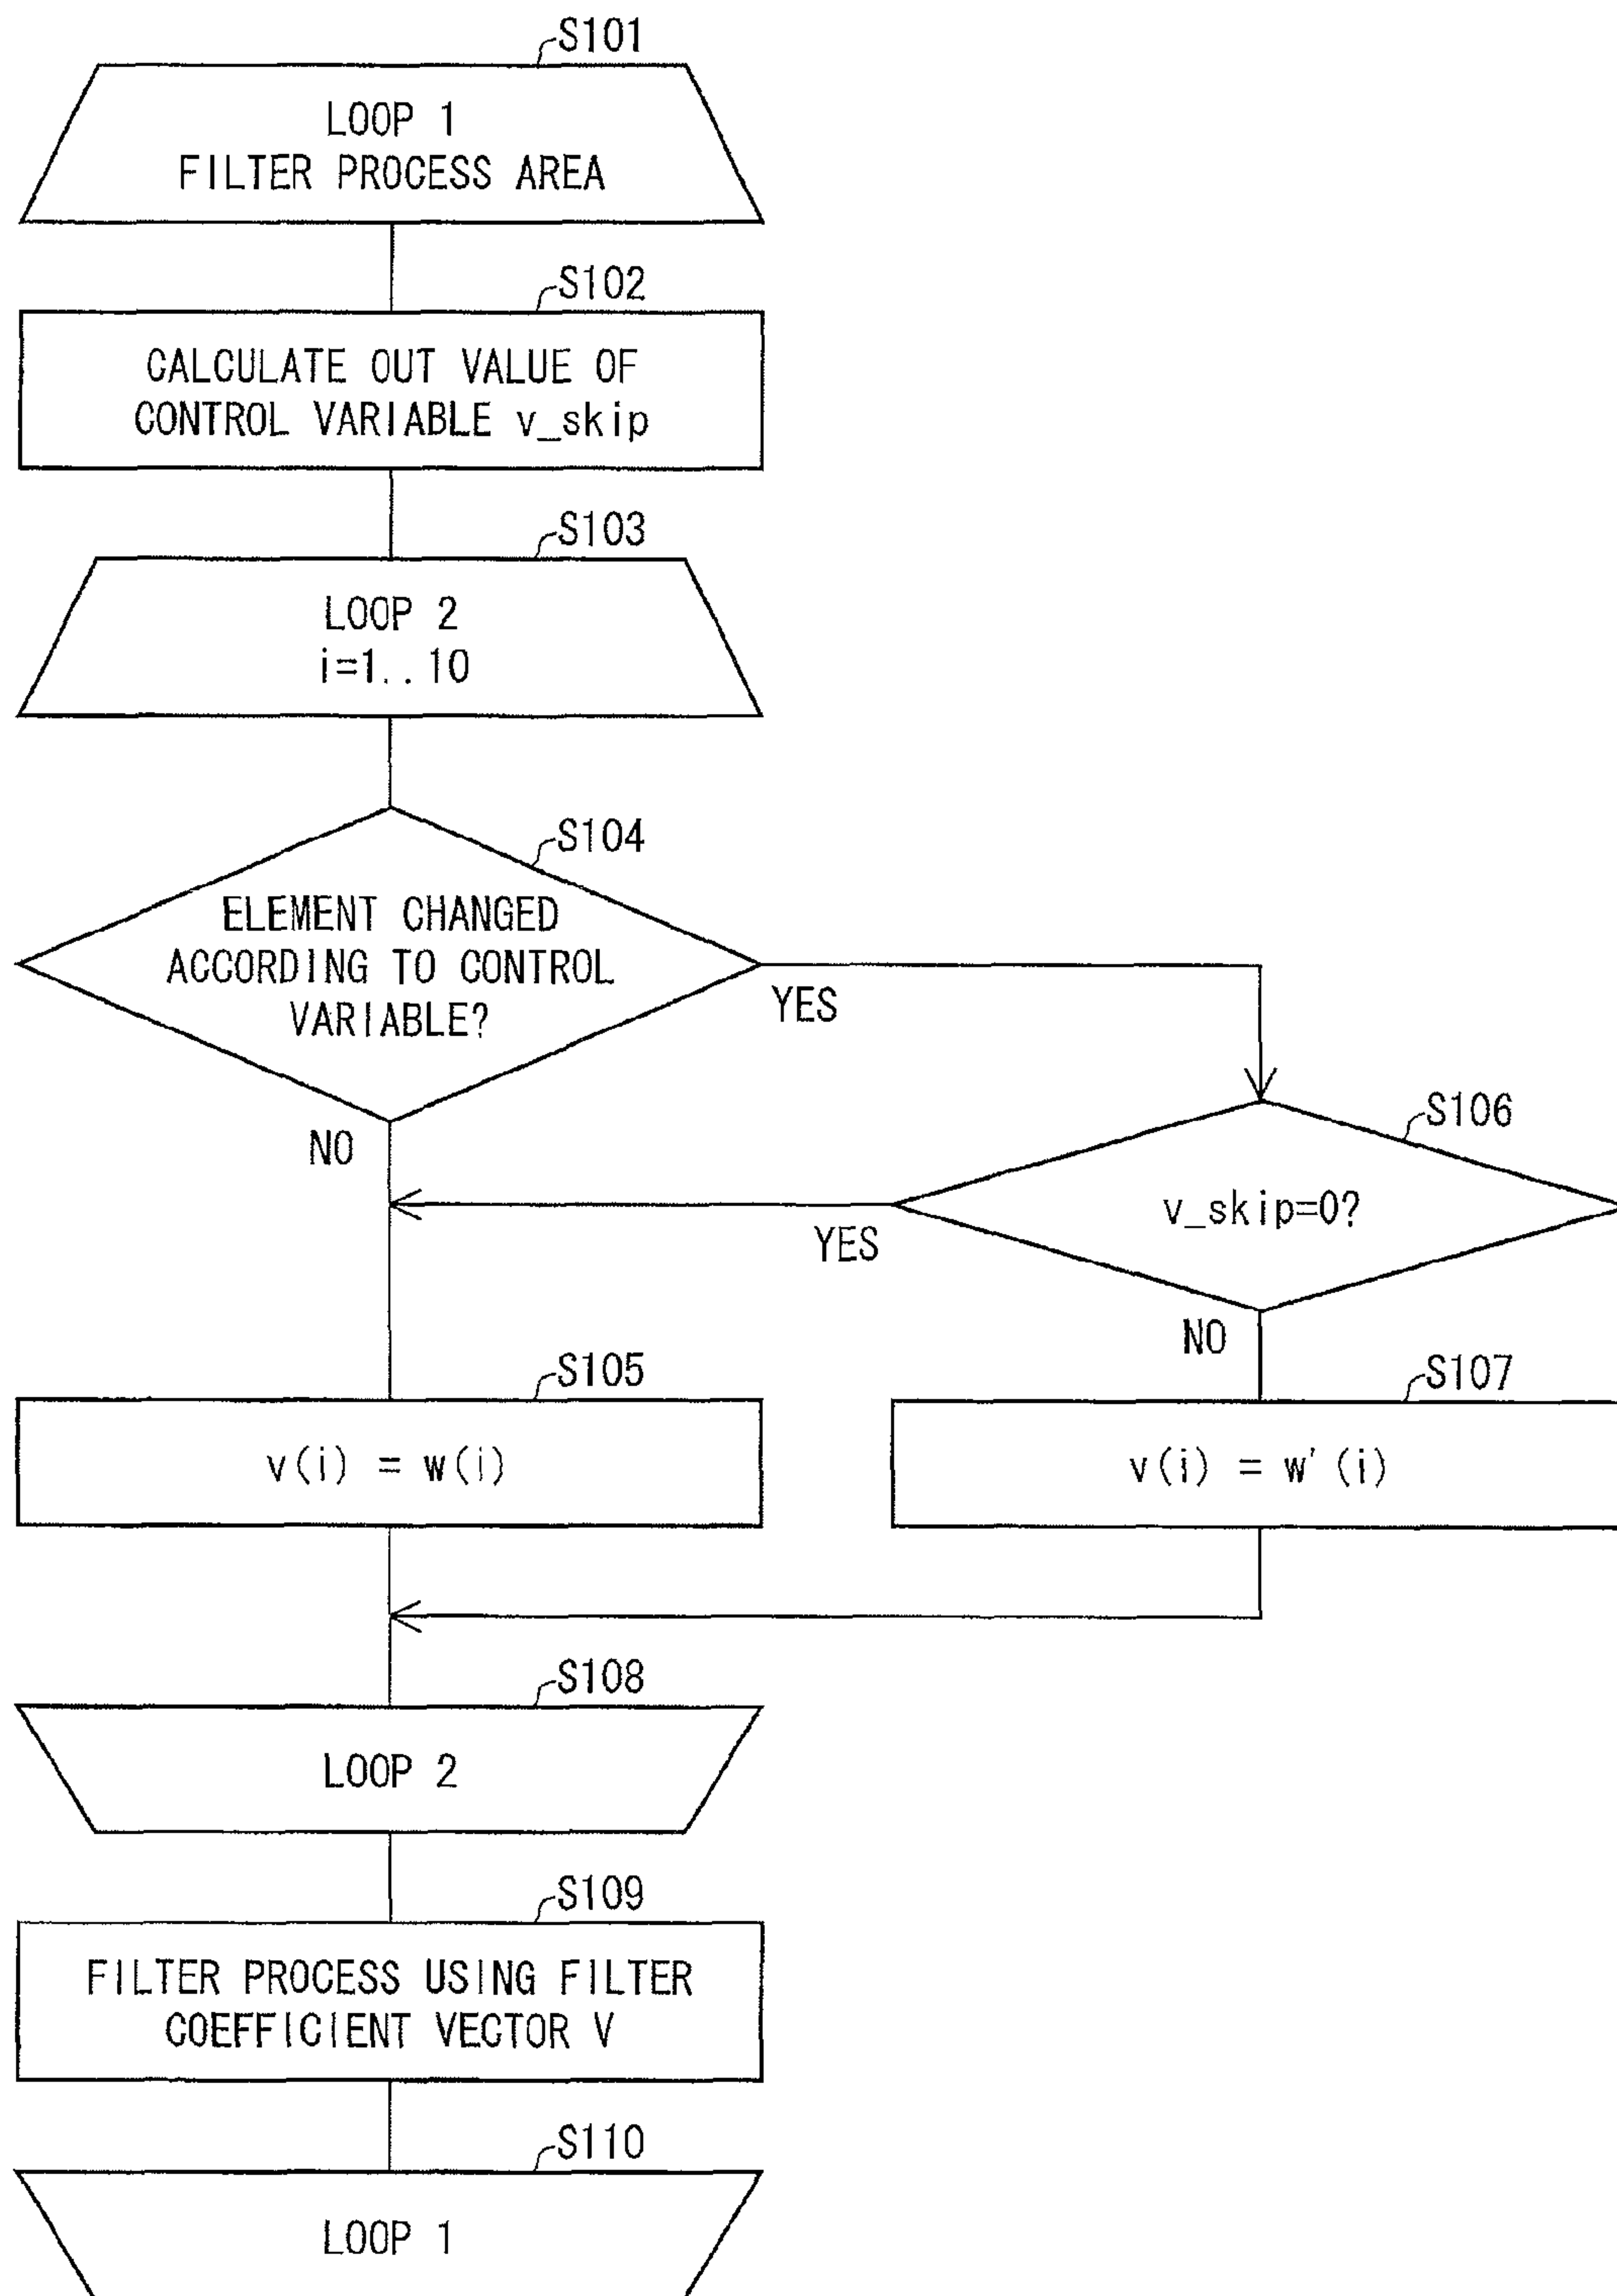 S101
LOOP 1
FILTER PROCESS AREA
S102
CALCULATE OUT VALUE OF
CONTROL VARIABLE v_skip
S103
LOOP 2
i=1..10
S104
ELEMENT CHANGED
ACCORDING TO CONTROL
VARIABLE?
YES
NO
S106
v_skip=0?
YES
NO
S105
v(i) = w(i)
S107
v(i) = w'(i)
S108
LOOP 2
S109
FILTER PROCESS USING FILTER
COEFFICIENT VECTOR V
S110
LOOP 1